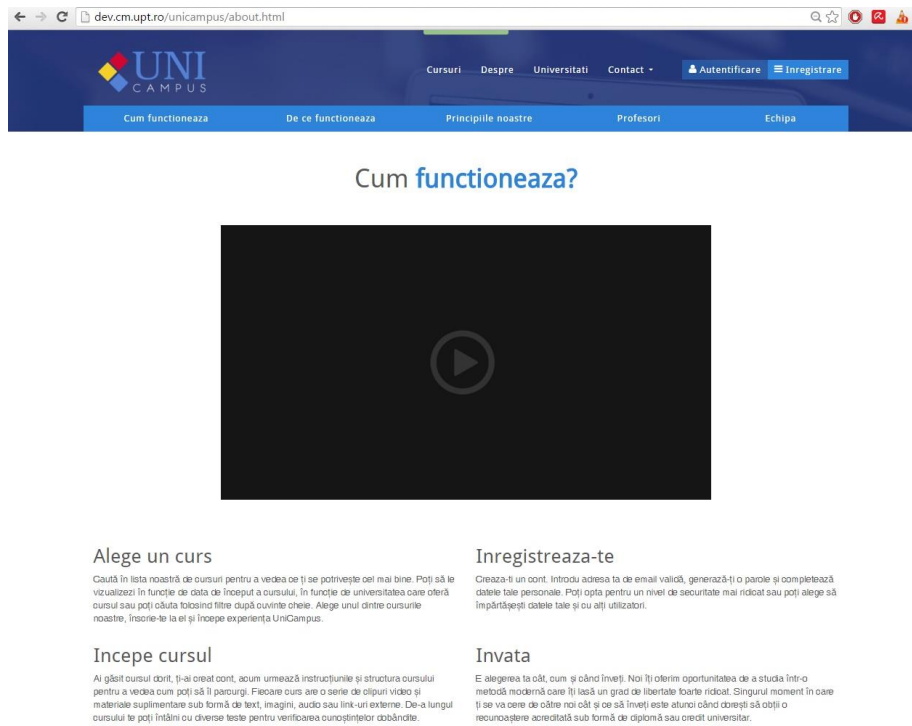 dev.cm.upt.ro/unicampus/about.html
UNI
CAMPUS
Cursuri Despre Universitati Contact Autentificare Inregistrare
Cum functioneaza De ce functioneaza Principiile noastre Profesori Echipa
Cum functioneaza?
Alege un curs
Caută în lista noastră de cursuri pentru a vedea ce ți se potrivește cel mai bine. Poți să le
vizualizezi în funcție de data de început a cursului, în funcție de universitatea care oferă
cursul sau poți căuta folosind filtre după cuvinte cheie. Alege unul dintre cursurile
noastre, înscrie-te la el și începe experiența UniCampus.
Inregistreaza-te
Creaza-ti un cont. Introdu adresa ta de email validă, generază-ți o parole și completează
datele tale personale. Poți opta pentru un nivel de securitate mai ridicat sau poți alege să
împărtășești datele tale și cu alți utilizatori.
Incepe cursul
Ai găsit cursul dorit, ți-ai creat cont, acum urmează instrucțiunile și structura cursului
pentru a vedea cum poți să îl parcurgi. Fiecare curs are o serie de clipuri video și
materiale suplimentare sub formă de text, imagini, audio sau link-uri externe. De-a lungul
cursului te poți întâlni cu diverse teste pentru verificarea cunoștințelor dobândite.
Invata
E alegerea ta cât, cum și când înveți. Noi îți oferim oportunitatea de a studia într-o
metodă modernă care îți lasă un grad de libertate foarte ridicat. Singurul moment în care
ți se va cere de către noi cât și ce să înveți este atunci când dorești să obții o
recunoaștere acreditată sub formă de diplomă sau credit universitar.